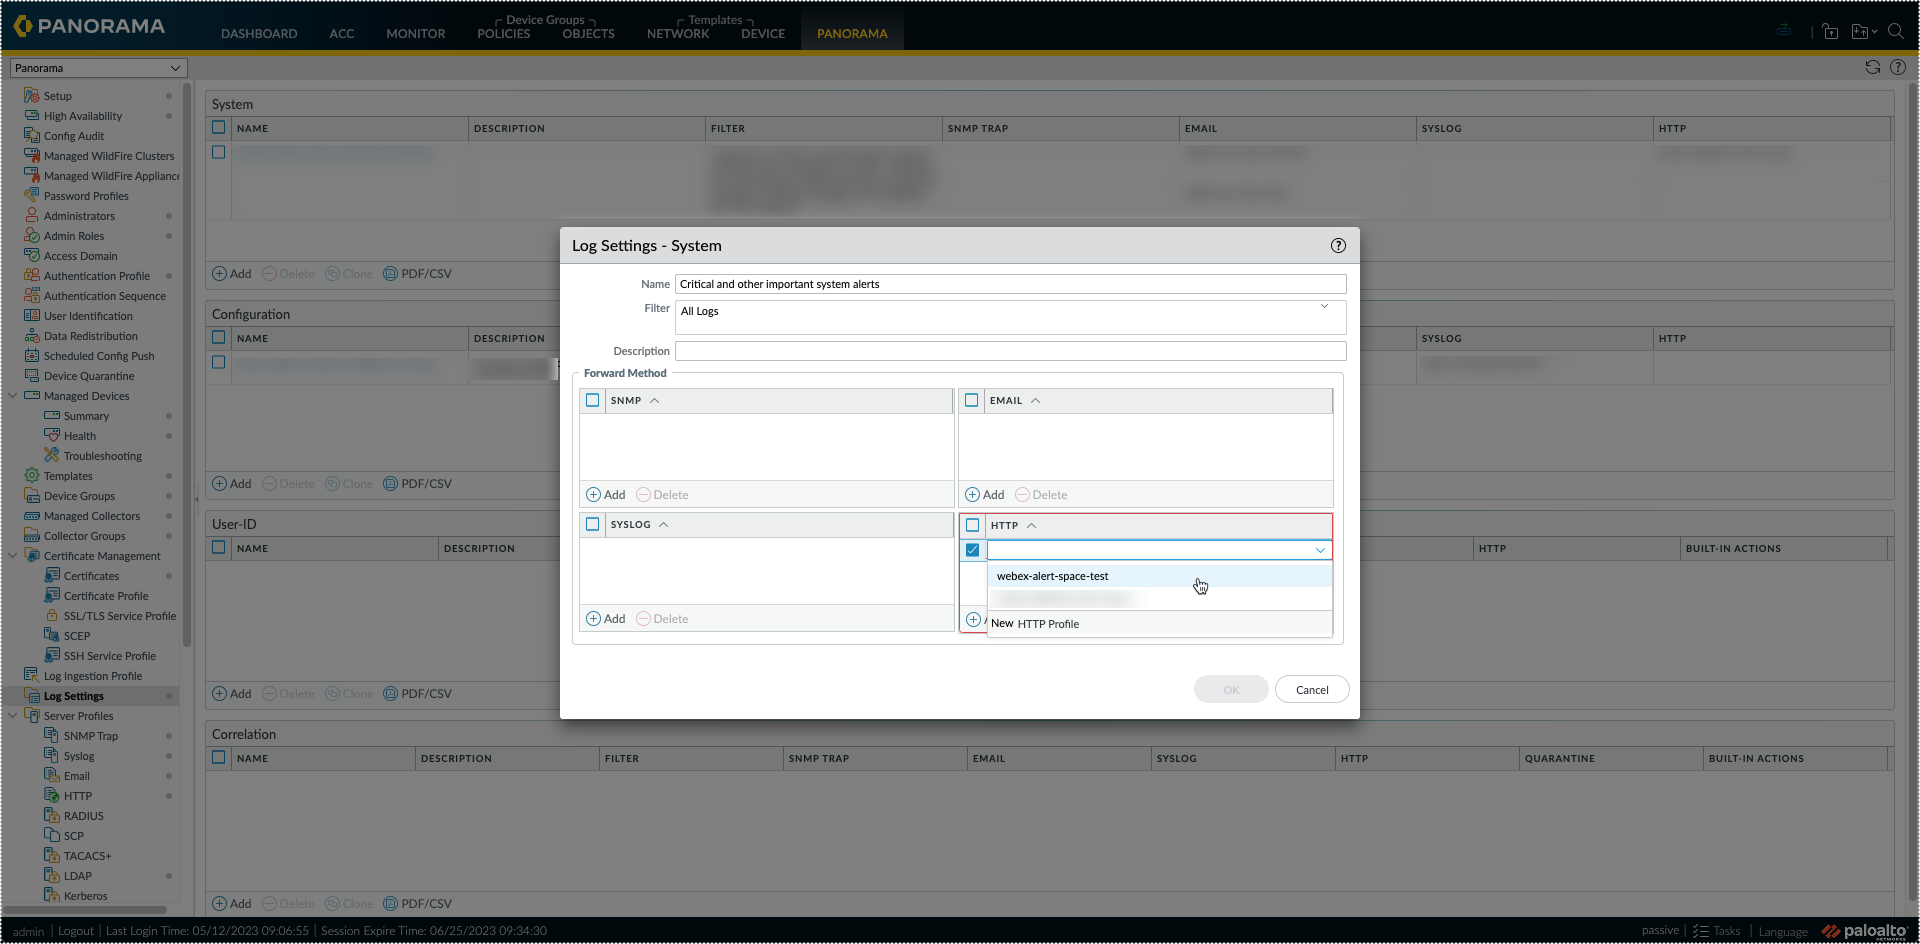 PANORAMA
Device Groups
Templates
DASHBOARD ACC MONITOR POLICIES OBJECTS NETWORK DEVICE PANORAMA
Panorama
Setup
High Availability
Config Audit
Managed WildFire Clusters
Managed WildFire Applianc
Password Profiles
Administrators
Admin Roles
Access Domain
Authentication Profile
Authentication Sequence
User Identification
Data Redistribution
Scheduled Config Push
Device Quarantine
Managed Devices
Summary
Health
Troubleshooting
Templates
Device Groups
Managed Collectors
Collector Groups
Certificate Management
Certificates
Certificate Profile
SSL/TLS Service Profile
SCEP
SSH Service Profile
Log Ingestion Profile
Log Settings
Server Profiles
SNMP Trap
Syslog
Email
HTTP
RADIUS
SCP
TACACS+
LDAP
Kerberos
System
NAME DESCRIPTION FILTER SNMP TRAP EMAIL SYSLOG HTTP
Add Delete Clone PDF/CSV
Configuration
NAME DESCRIPTION SYSLOG HTTP
Add Delete Clone PDF/CSV
User-ID
NAME DESCRIPTION HTTP BUILT-IN ACTIONS
Add Delete Clone PDF/CSV
Correlation
NAME DESCRIPTION FILTER SNMP TRAP EMAIL SYSLOG HTTP QUARANTINE BUILT-IN ACTIONS
Add Delete Clone PDF/CSV
Log Settings - System
Name Critical and other important system alerts
Filter All Logs
Description
Forward Method
SNMP
Add Delete
EMAIL
Add Delete
SYSLOG
Add Delete
HTTP
webex-alert-space-test
New HTTP Profile
OK Cancel
admin | Logout | Last Login Time: 05/12/2023 09:06:55 | Session Expire Time: 06/25/2023 09:34:30
passive | Tasks | Language
paloalto
NETWORKS